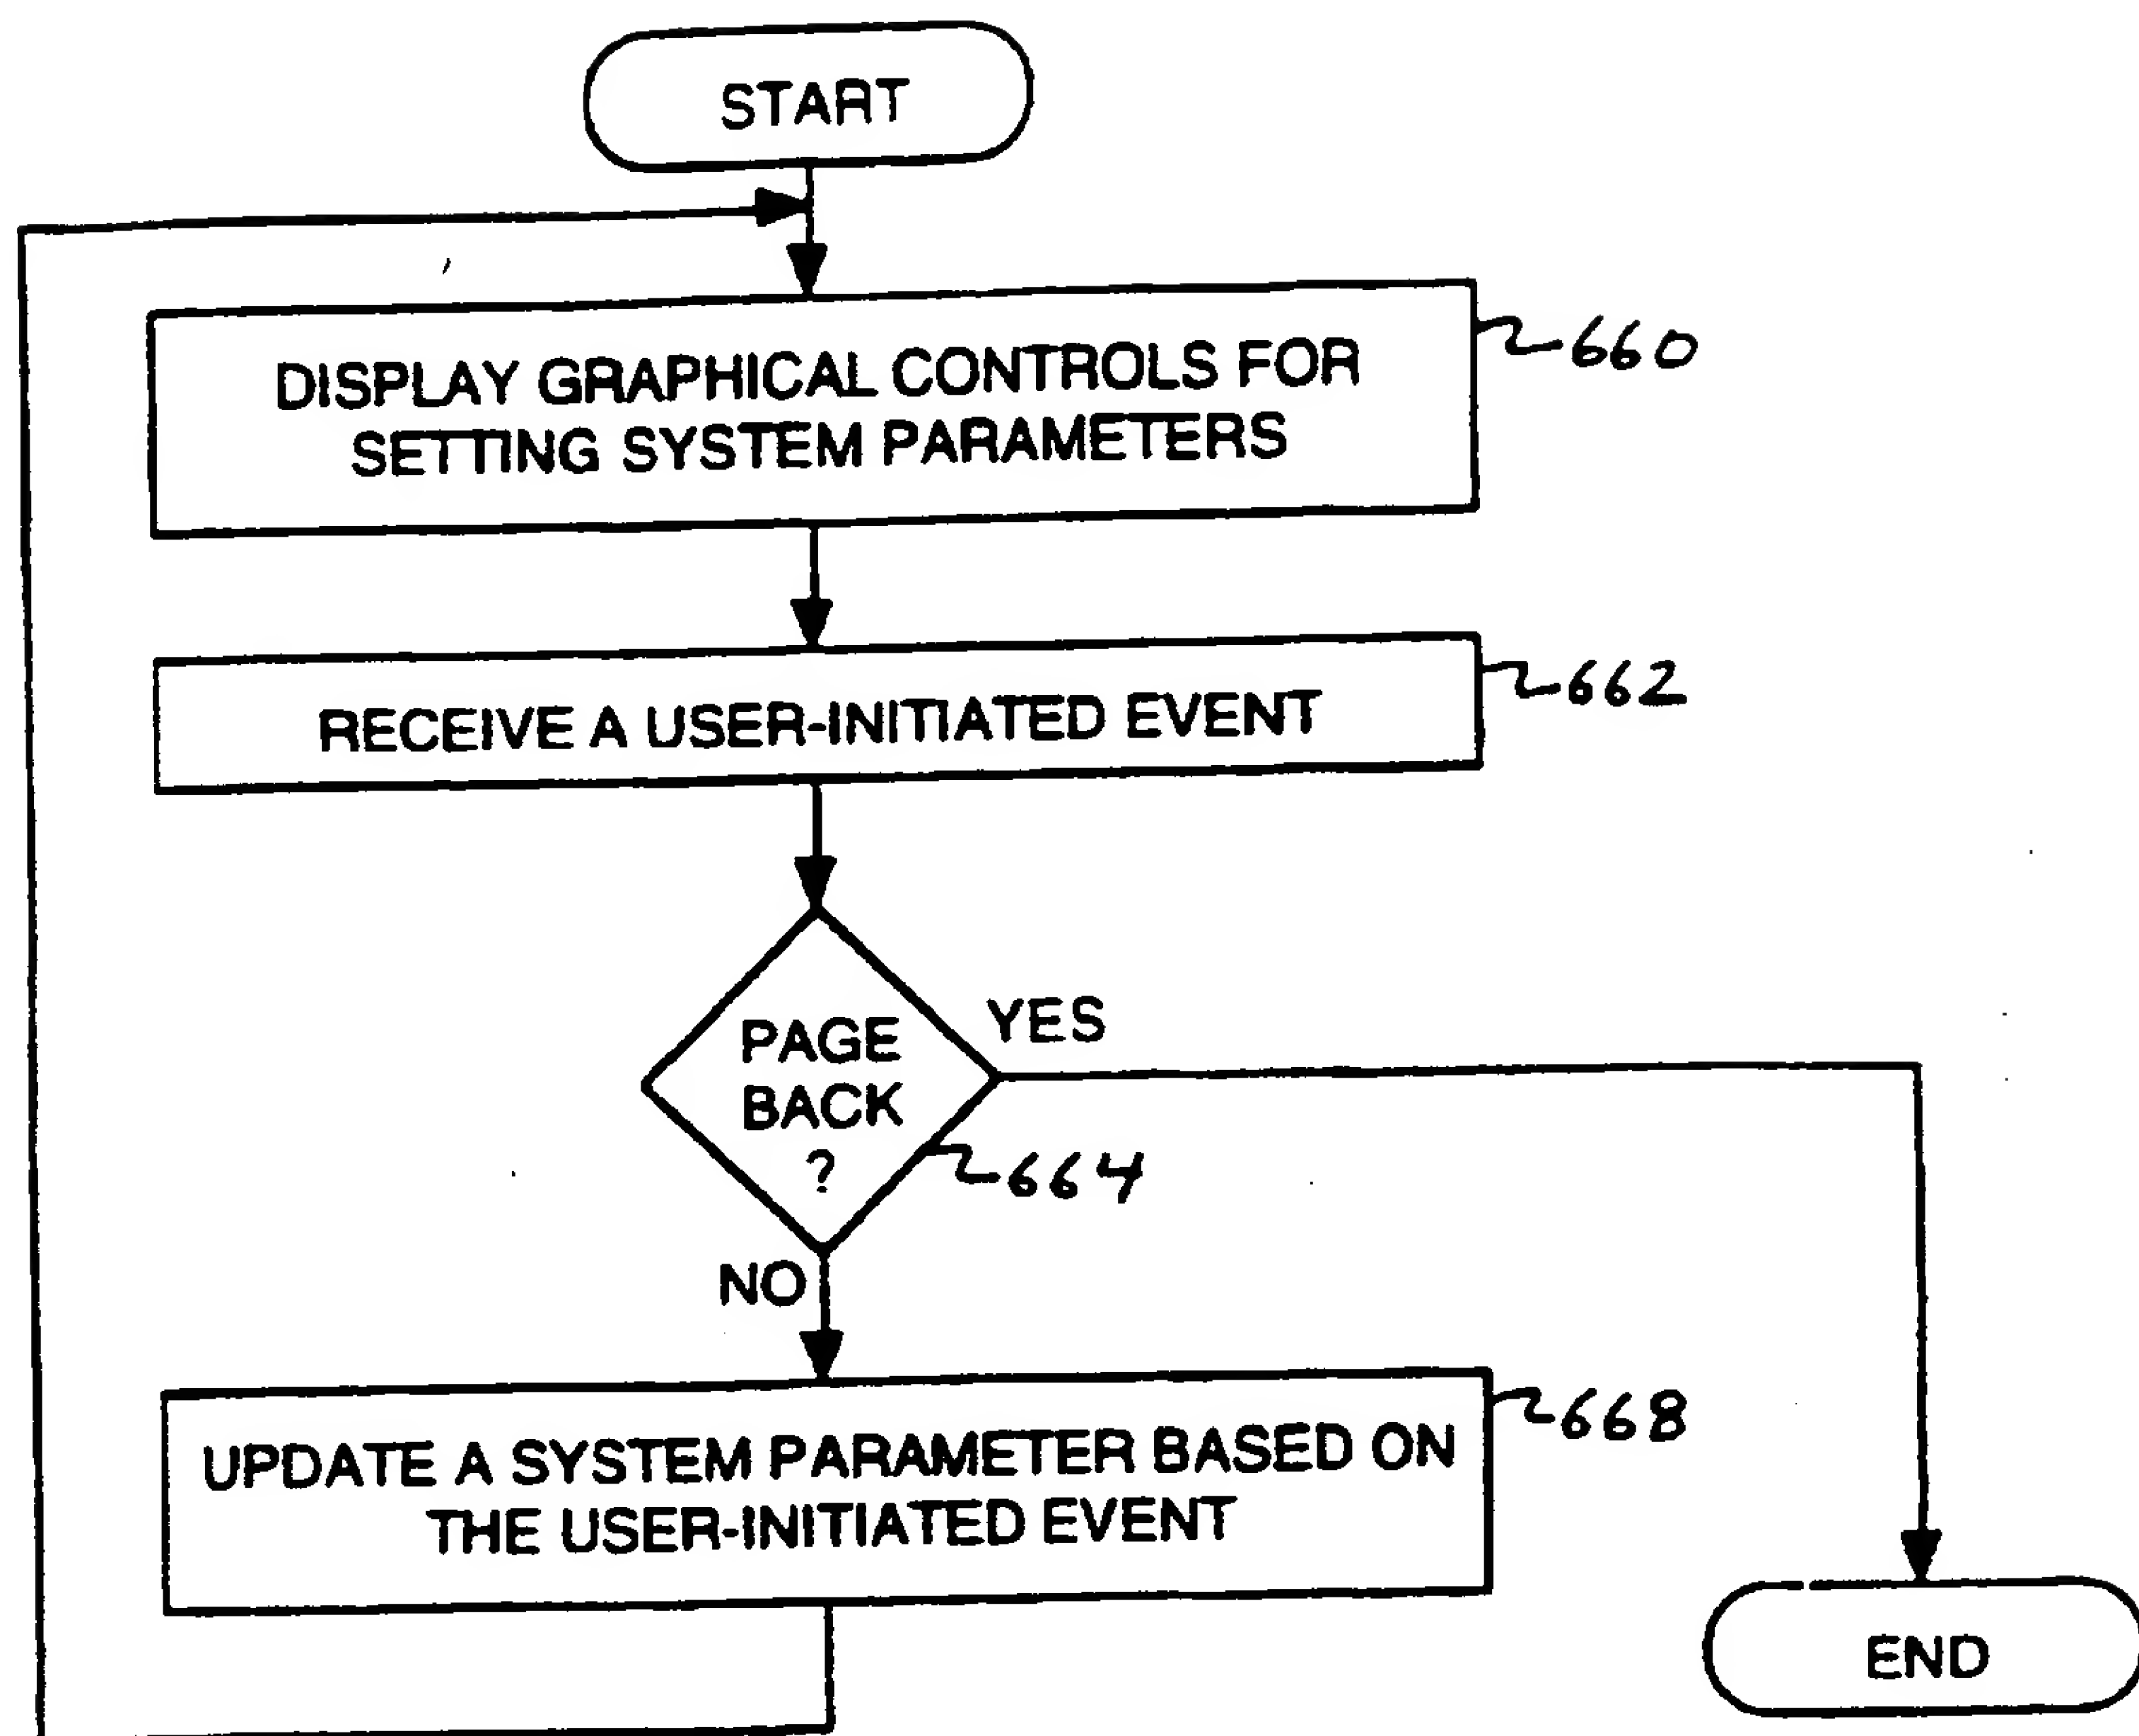 START
DISPLAY GRAPHICAL CONTROLS FOR
SETTING SYSTEM PARAMETERS
660
RECEIVE A USER-INITIATED EVENT
662
PAGE
BACK
?
YES
664
NO
UPDATE A SYSTEM PARAMETER BASED ON
THE USER-INITIATED EVENT
668
END